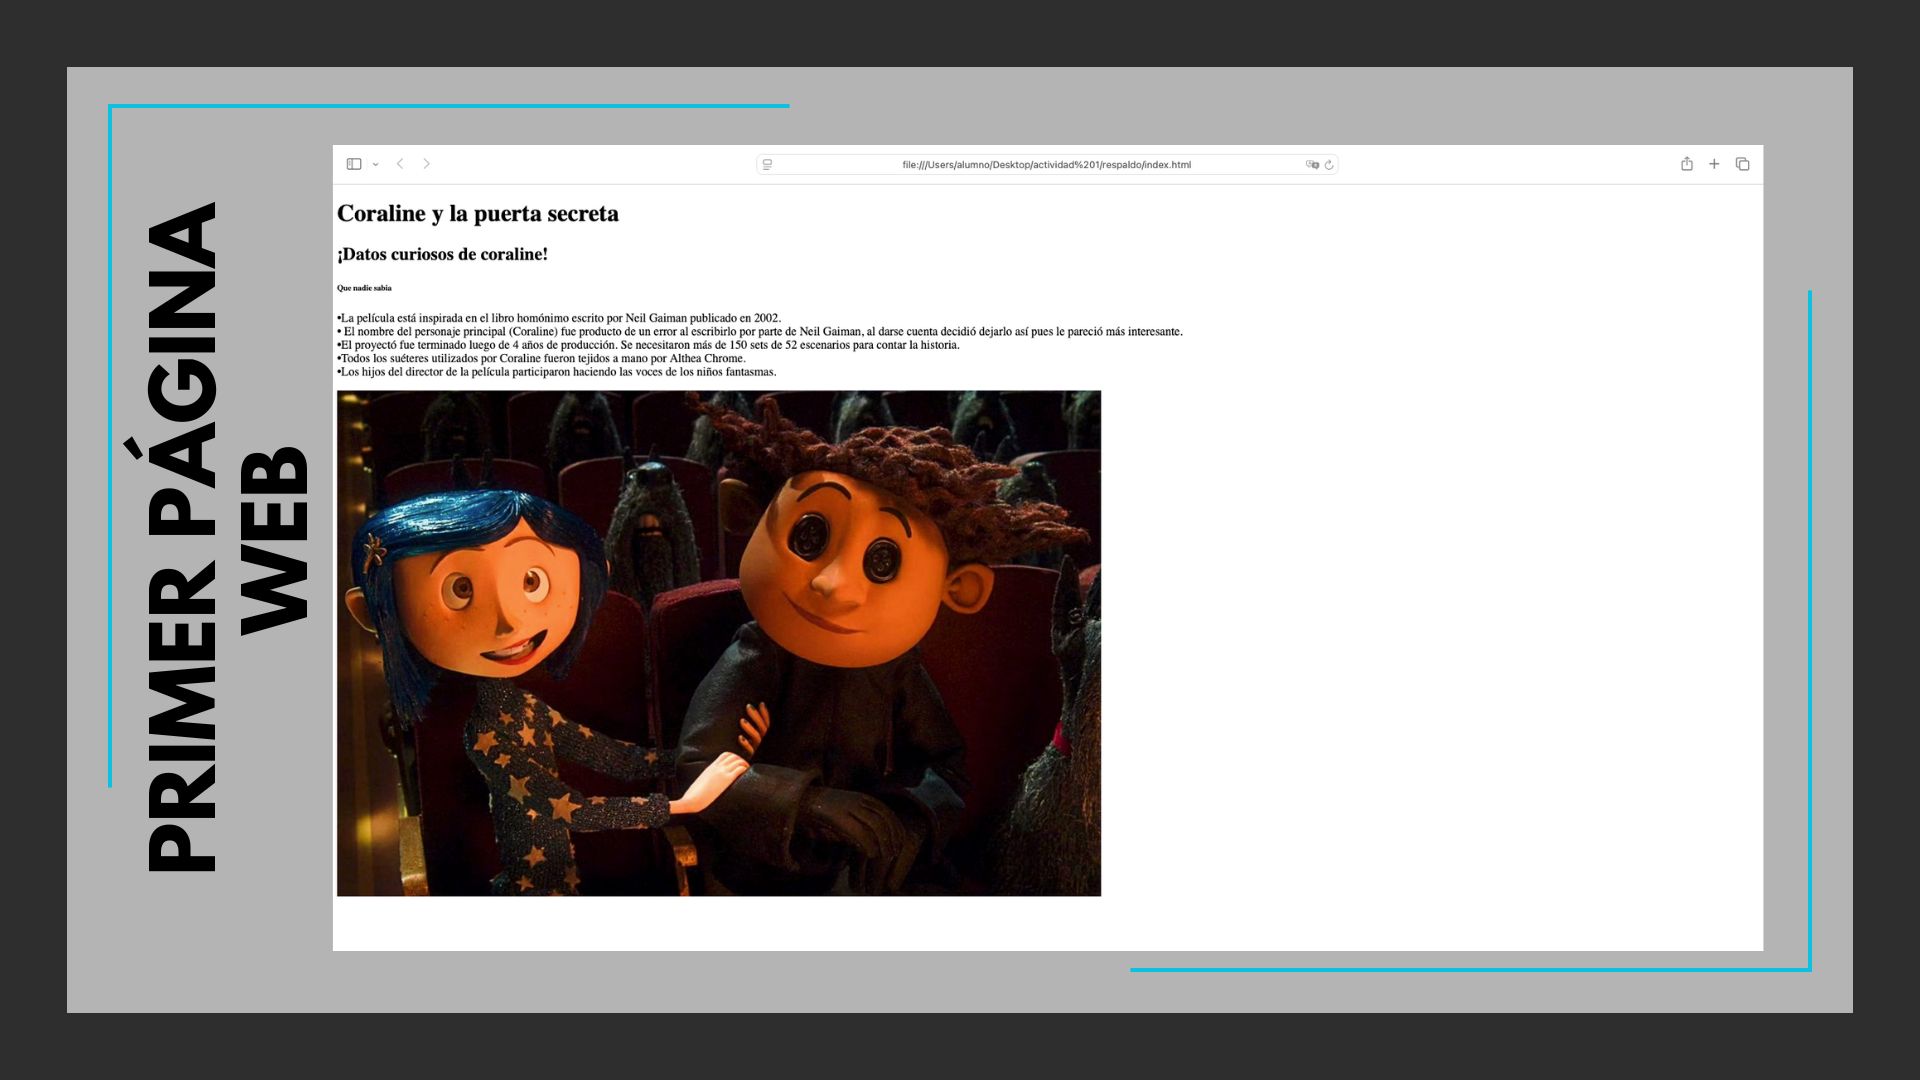 PRIMER PÁGINA
WEB
file:///Users/alumno/Desktop/actividad%201/respaldo/index.html
Coraline y la puerta secreta
¡Datos curiosos de coraline!
Que nadie sabia
•La película está inspirada en el libro homónimo escrito por Neil Gaiman publicado en 2002.
• El nombre del personaje principal (Coraline) fue producto de un error al escribirlo por parte de Neil Gaiman, al darse cuenta decidió dejarlo así pues le pareció más interesante.
•El proyectó fue terminado luego de 4 años de producción. Se necesitaron más de 150 sets de 52 escenarios para contar la historia.
•Todos los suéteres utilizados por Coraline fueron tejidos a mano por Althea Chrome.
•Los hijos del director de la película participaron haciendo las voces de los niños fantasmas.